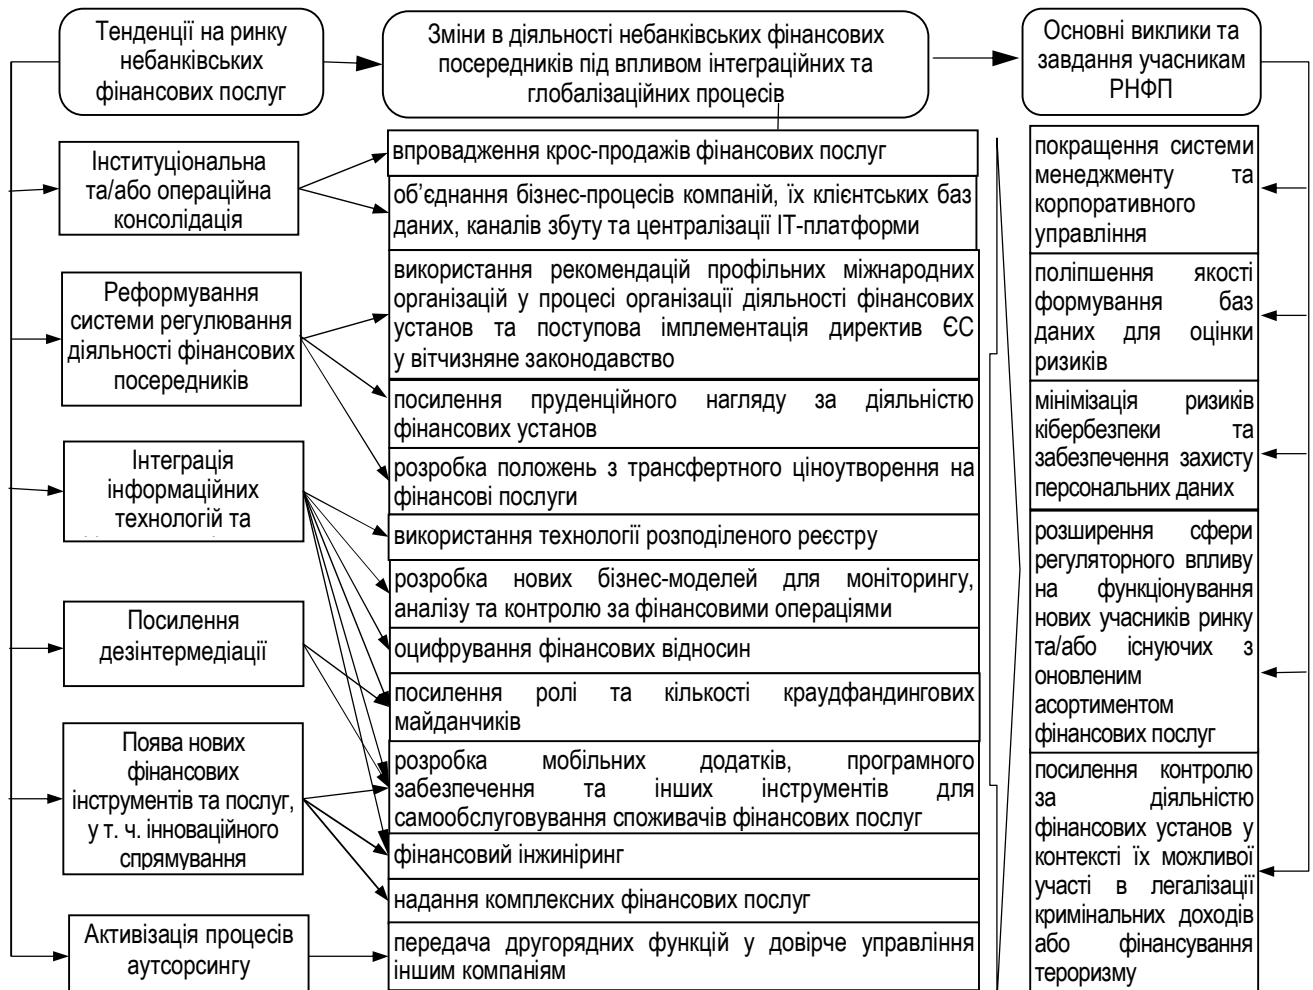 Тенденції на ринку
небанківських
фінансових послуг
Зміни в діяльності небанківських фінансових
посередників під впливом інтеграційних та
глобалізаційних процесів
Основні виклики та
завдання учасникам
РНФП
Інституціональна
та/або операційна
консолідація
Реформування
системи регулювання
діяльності фінансових
посередників
Інтеграція
інформаційних
технологій та
Посилення
дезінтермедіації
Поява нових
фінансових
інструментів та послуг,
у т. ч. інноваційного
спрямування
Активізація процесів
аутсорсингу
впровадження крос-продажів фінансових послуг
об’єднання бізнес-процесів компаній, їх клієнтських баз
даних, каналів збуту та централізації ІТ-платформи
використання рекомендацій профільних міжнародних
організацій у процесі організації діяльності фінансових
установ та поступова імплементація директив ЄС
у вітчизняне законодавство
посилення пруденційного нагляду за діяльністю
фінансових установ
розробка положень з трансфертного ціноутворення на
фінансові послуги
використання технології розподіленого реєстру
розробка нових бізнес-моделей для моніторингу,
аналізу та контролю за фінансовими операціями
оцифрування фінансових відносин
посилення ролі та кількості краудфандингових
майданчиків
розробка мобільних додатків, програмного
забезпечення та інших інструментів для
самообслуговування споживачів фінансових послуг
фінансовий інжиніринг
надання комплексних фінансових послуг
передача другорядних функцій у довірче управління
іншим компаніям
покращення системи
менеджменту та
корпоративного
управління
поліпшення якості
формування баз
даних для оцінки
ризиків
мінімізація ризиків
кібербезпеки та
забезпечення захисту
персональних даних
розширення сфери
регуляторного впливу
на функціонування
нових учасників ринку
та/або існуючих з
оновленим
асортиментом
фінансових послуг
посилення контролю
за діяльністю
фінансових установ у
контексті їх можливої
участі в легалізації
кримінальних доходів
або фінансування
тероризму